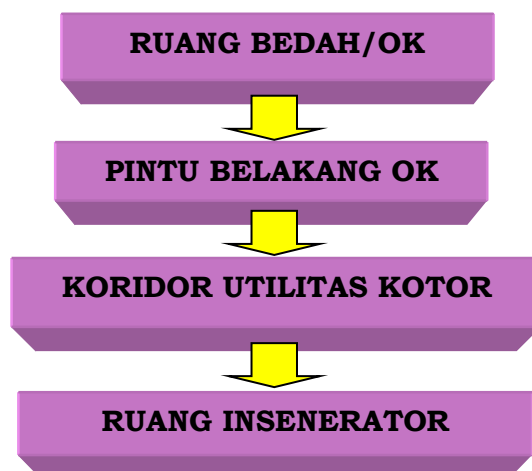 RUANG BEDAH/OK
PINTU BELAKANG OK
KORIDOR UTILITAS KOTOR
RUANG INSENERATOR